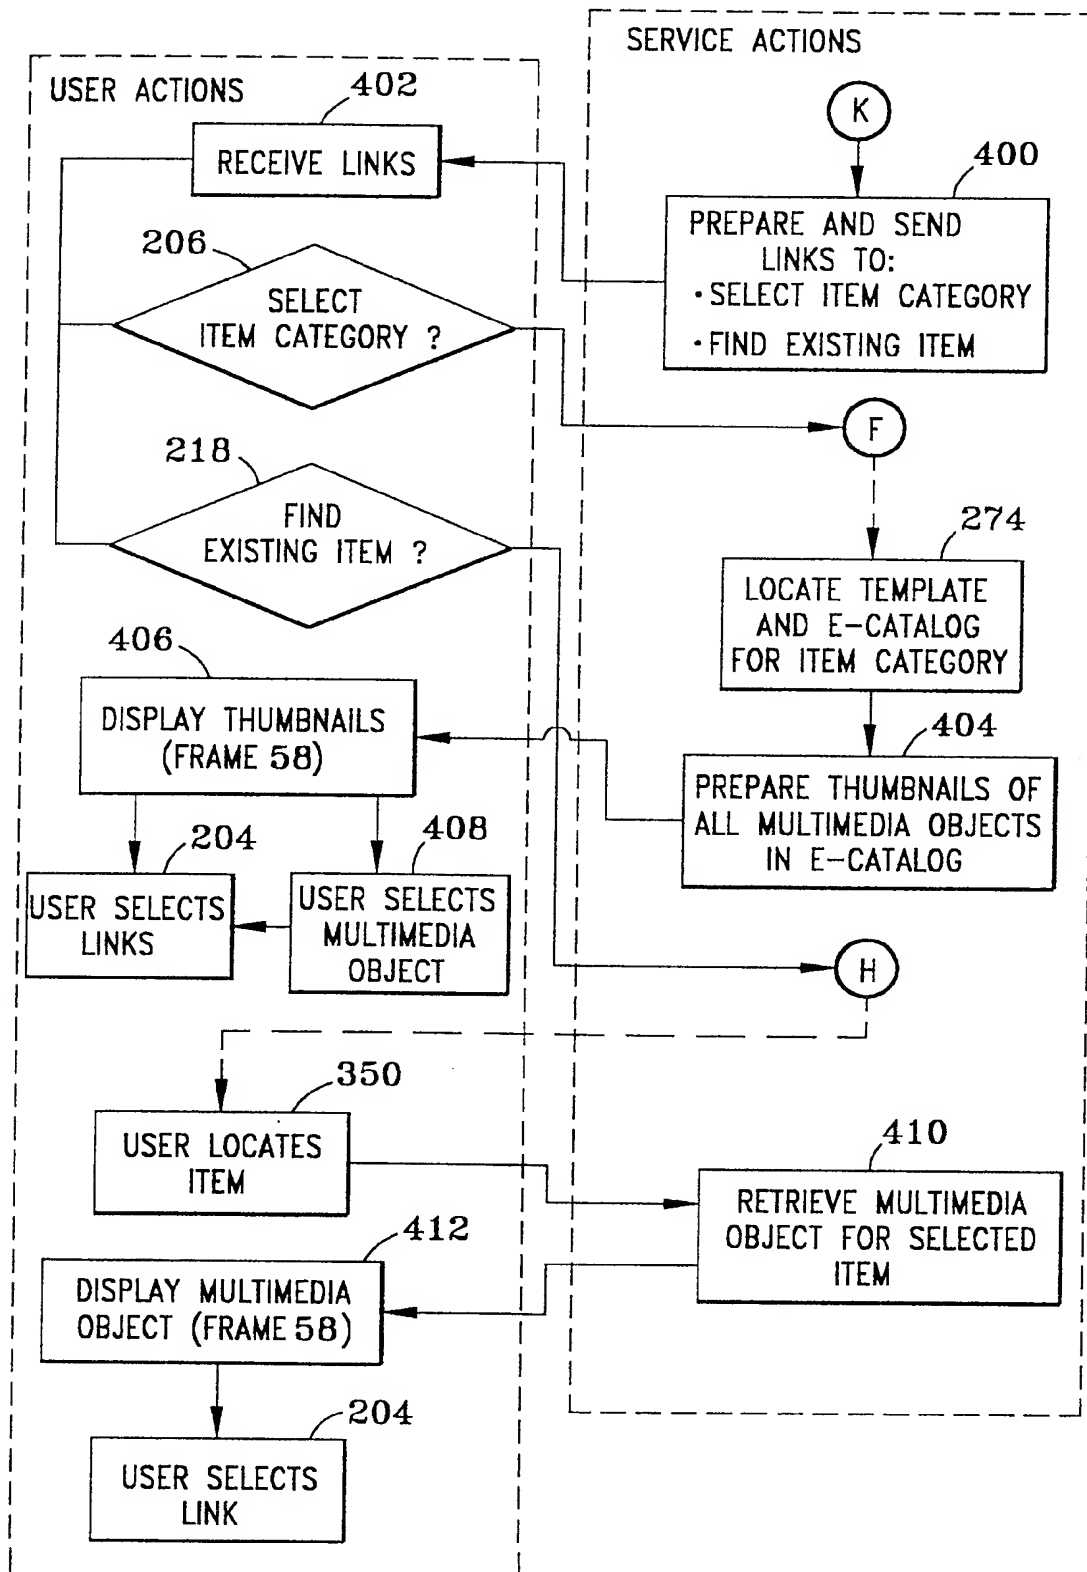 SERVICE ACTIONS
USER ACTIONS
402
K
RECEIVE LINKS
400
PREPARE AND SEND
LINKS TO:
• SELECT ITEM CATEGORY
• FIND EXISTING ITEM
206
SELECT
ITEM CATEGORY ?
F
218
FIND
EXISTING ITEM ?
274
LOCATE TEMPLATE
AND E-CATALOG
FOR ITEM CATEGORY
406
DISPLAY THUMBNAILS
(FRAME 58)
404
PREPARE THUMBNAILS OF
ALL MULTIMEDIA OBJECTS
IN E-CATALOG
204
USER SELECTS
LINKS
408
USER SELECTS
MULTIMEDIA
OBJECT
H
350
USER LOCATES
ITEM
410
RETRIEVE MULTIMEDIA
OBJECT FOR SELECTED
ITEM
412
DISPLAY MULTIMEDIA
OBJECT (FRAME 58)
204
USER SELECTS
LINK